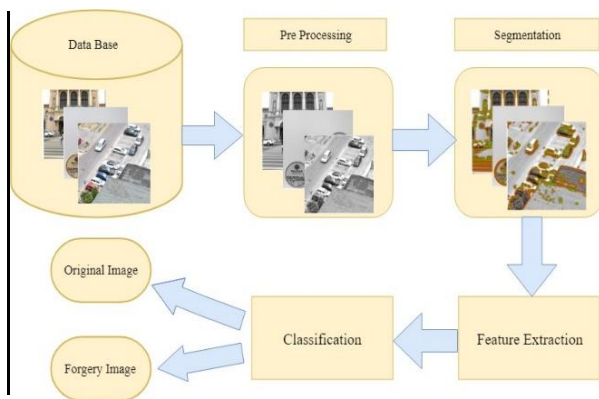 Data Base
Pre Processing
Segmentation
Original Image
Classification
Feature Extraction
Forgery Image